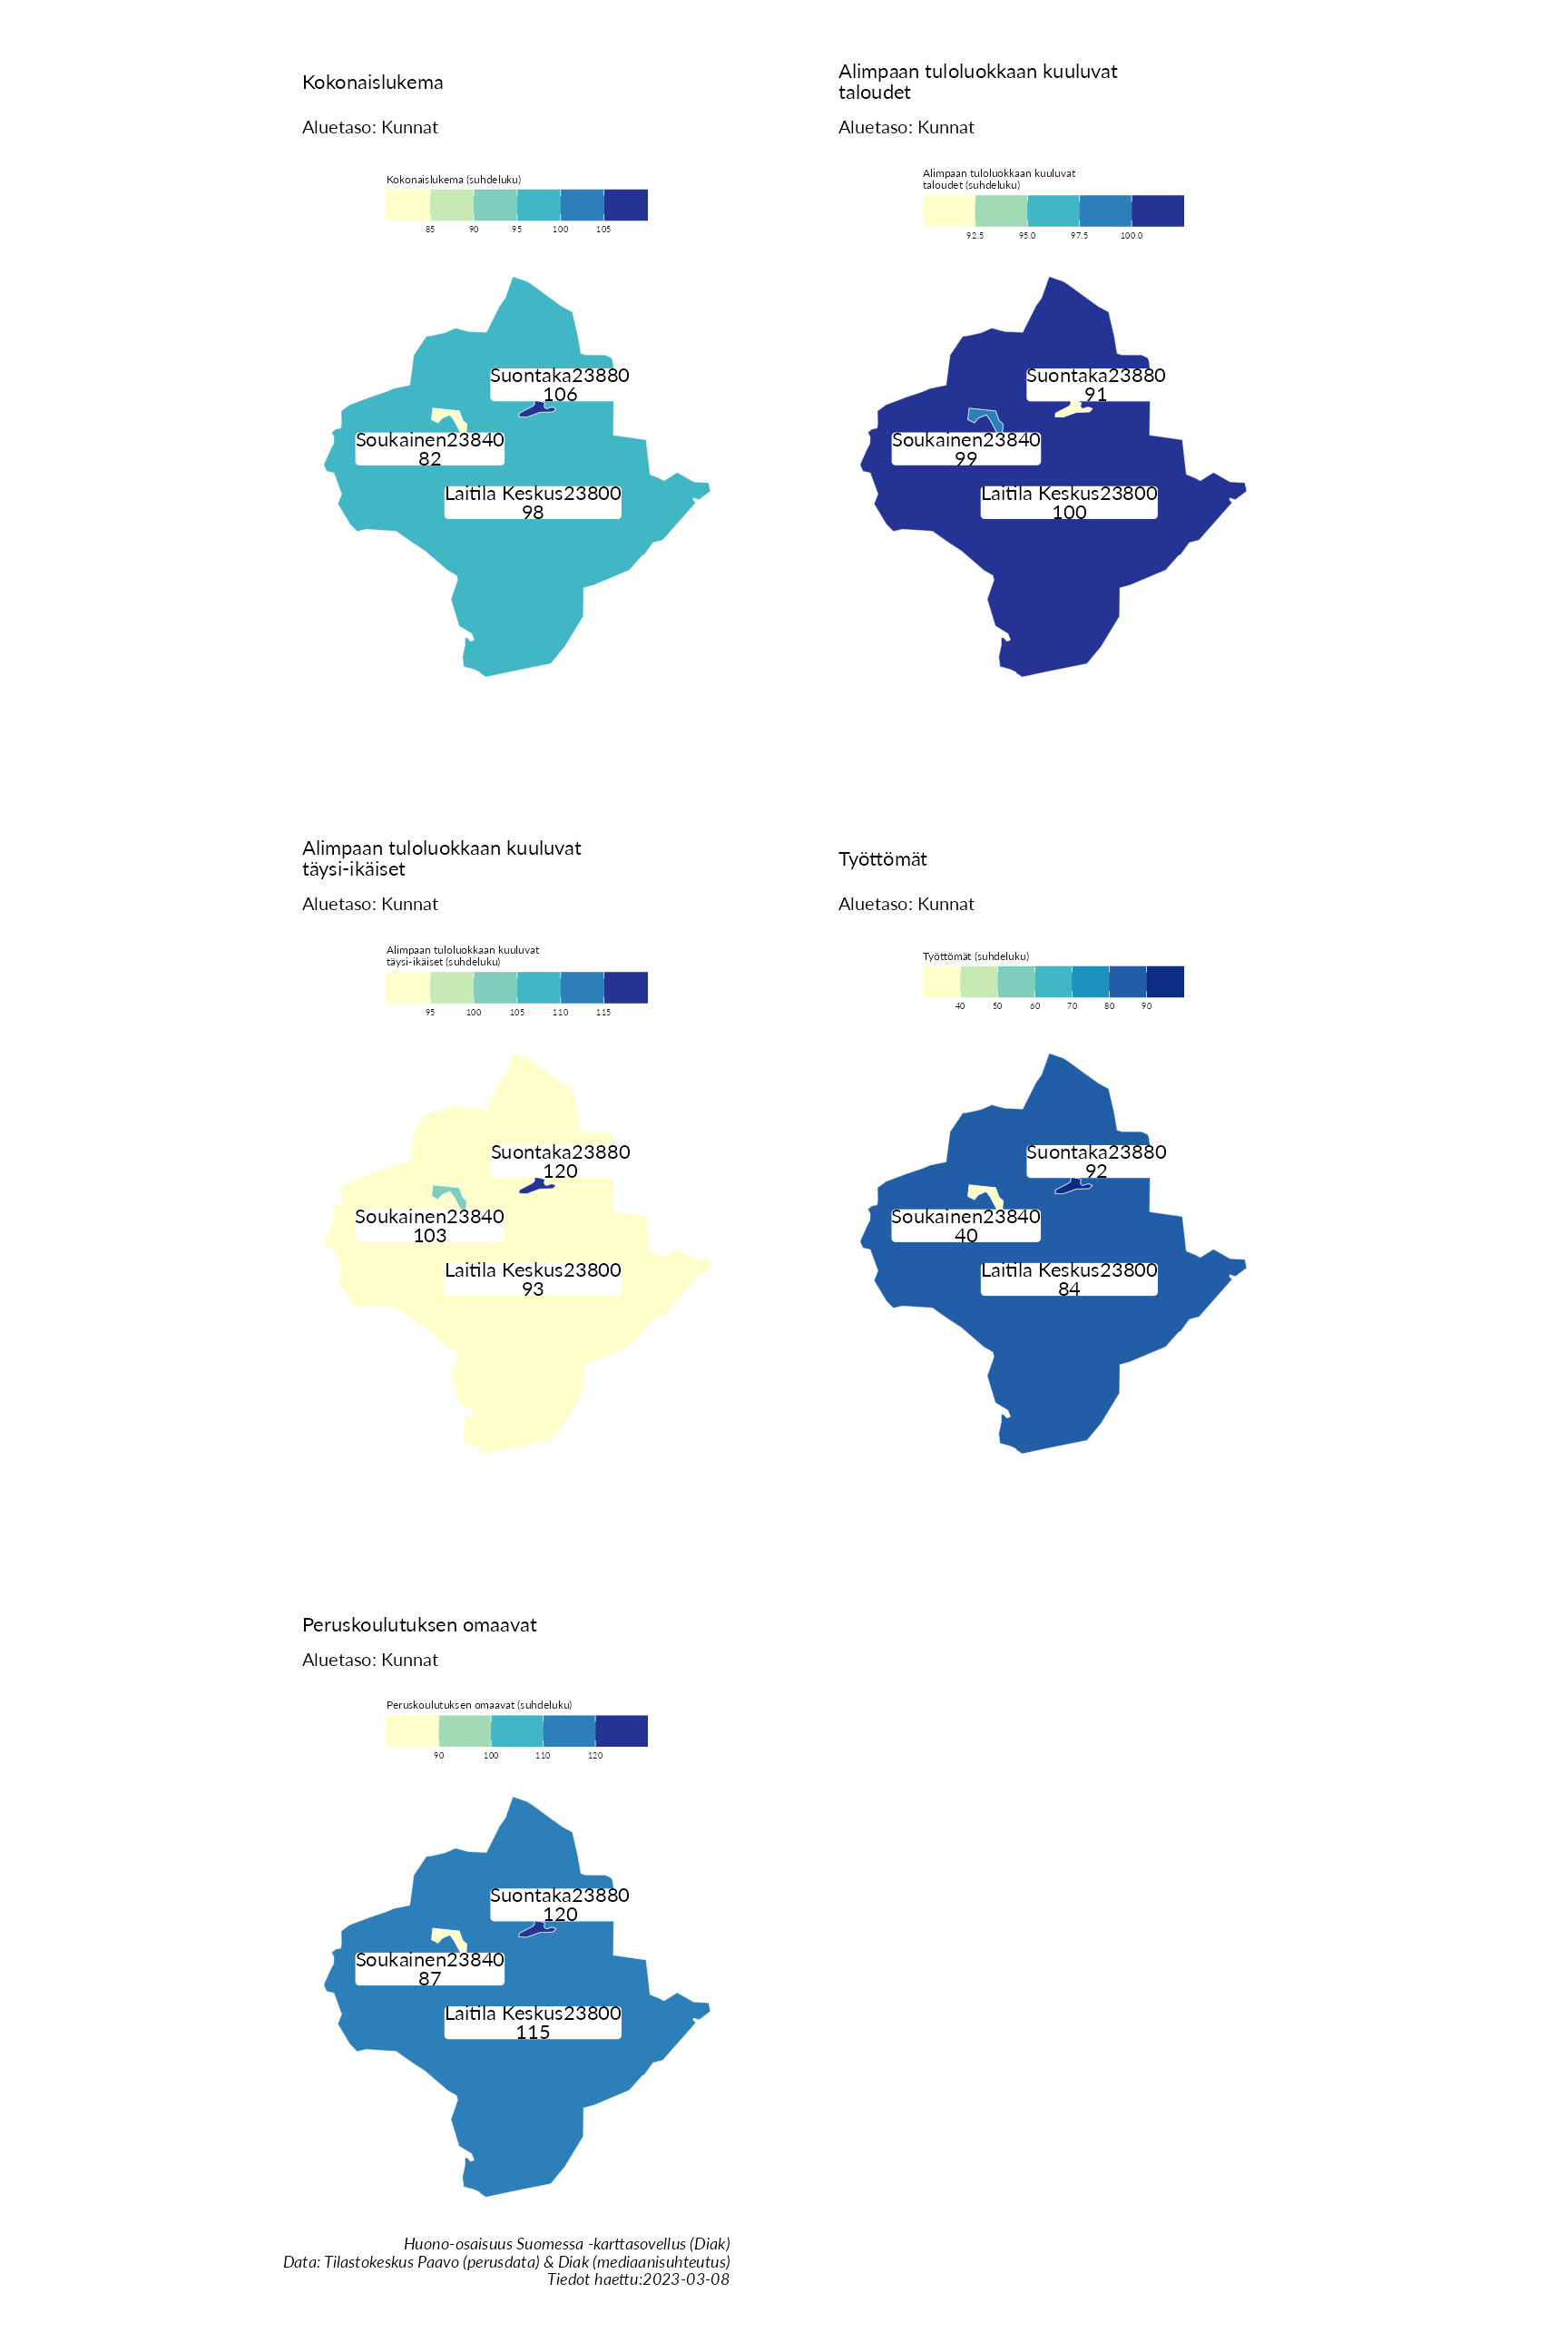 Kokonaislukema
Aluetaso: Kunnat
Kokonaislukema (suhdeluku)
85 90 95 100 105
Suontaka23880
106
Soukainen23840
82
Laitila Keskus23800
98
Alimpaan tuloluokkaan kuuluvat
taloudet
Aluetaso: Kunnat
Alimpaan tuloluokkaan kuuluvat
taloudet (suhdeluku)
92.5 95.0 97.5 100.0
Suontaka23880
91
Soukainen23840
99
Laitila Keskus23800
100
Alimpaan tuloluokkaan kuuluvat
täysi-ikäiset
Aluetaso: Kunnat
Alimpaan tuloluokkaan kuuluvat
täysi-ikäiset (suhdeluku)
95 100 105 110 115
Suontaka23880
120
Soukainen23840
103
Laitila Keskus23800
93
Työttömät
Aluetaso: Kunnat
Työttömät (suhdeluku)
40 50 60 70 80 90
Suontaka23880
92
Soukainen23840
40
Laitila Keskus23800
84
Peruskoulutuksen omaavat
Aluetaso: Kunnat
Peruskoulutuksen omaavat (suhdeluku)
90 100 110 120
Suontaka23880
120
Soukainen23840
87
Laitila Keskus23800
115
Huono-osaisuus Suomessa -karttasovellus (Diak)
Data: Tilastokeskus Paavo (perusdata) & Diak (mediaanisuhteutus)
Tiedot haettu:2023-03-08